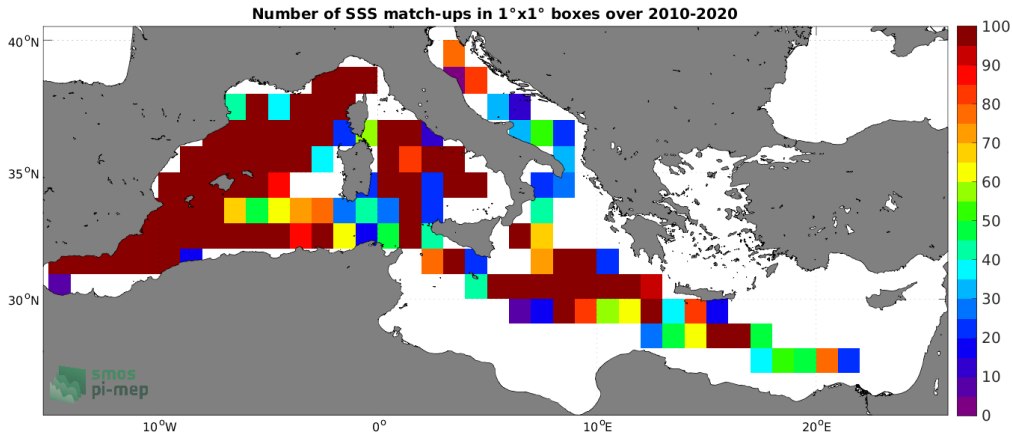 Number of SSS match-ups in 1°x1° boxes over 2010-2020
40°N
35°N
30°N
10°W
0°
10°E
20°E
100
90
80
70
60
50
40
30
20
10
0
smos
pi-mep